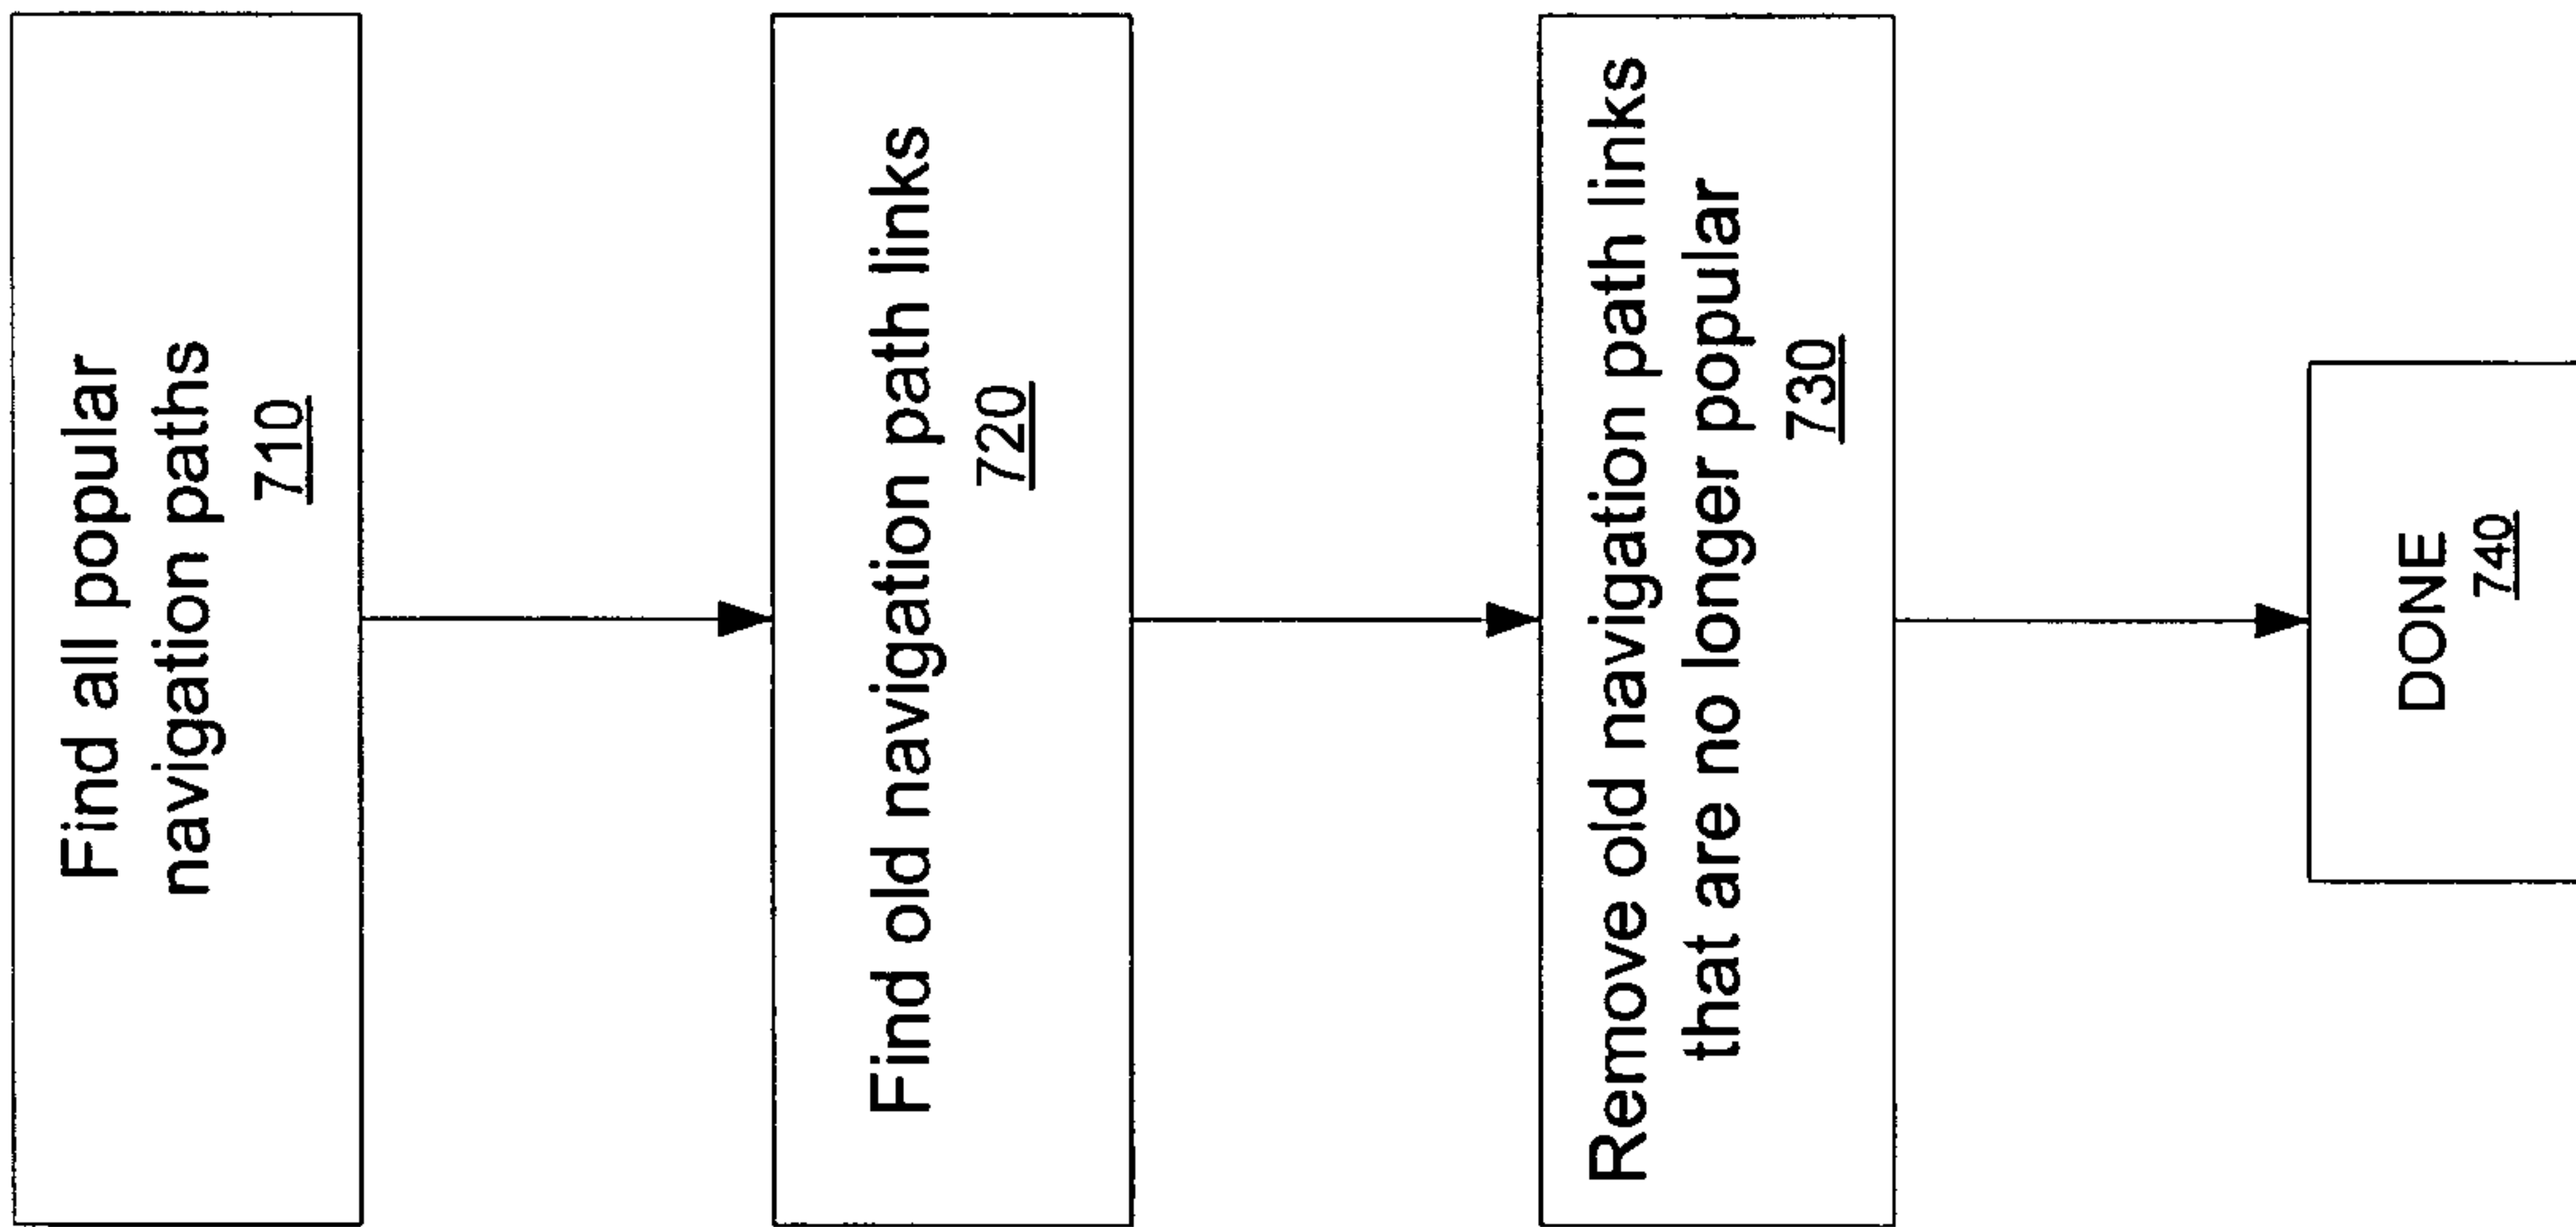 Find all popular
navigation paths
710
Find old navigation path links
720
Remove old navigation path links
that are no longer popular
730
DONE
740